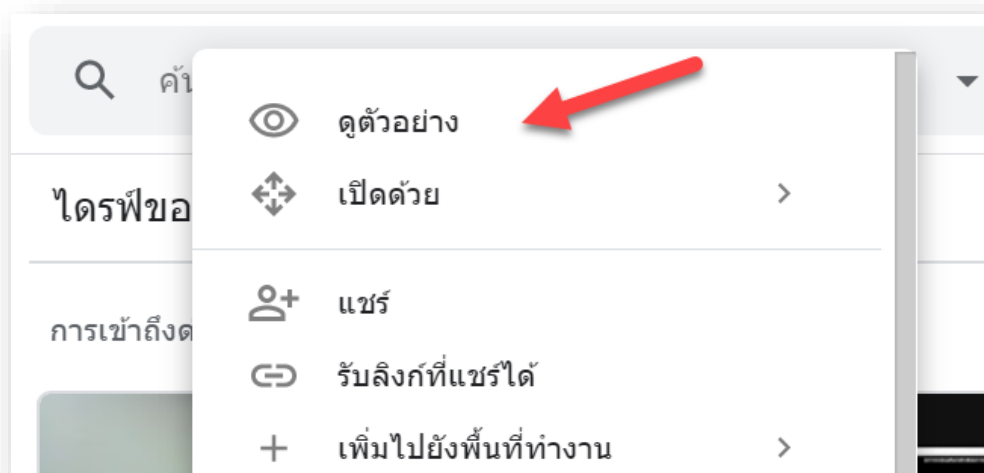 ค้น
ดูตัวอย่าง
เปิดด้วย
ไดรฟ์ขอ
แชร์
การเข้าถึงด
รับลิงก์ที่แชร์ได้
เพิ่มไปยังพื้นที่ทำงาน